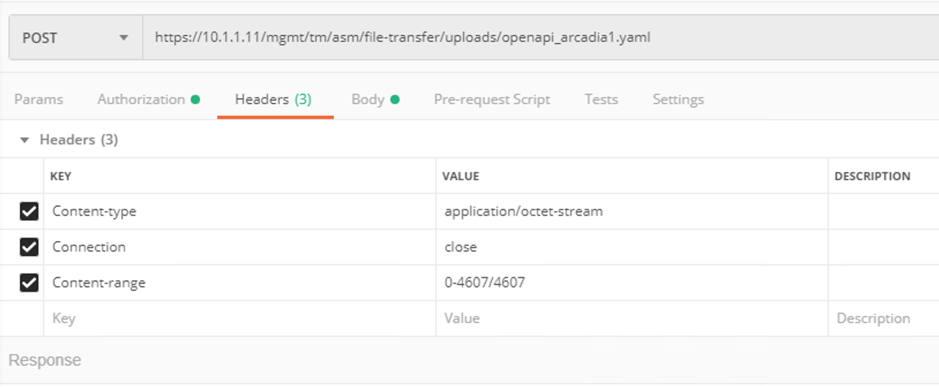 POST https://10.1.1.11/mgmt/tm/asm/file-transfer/uploads/openapi_arcadia1.yaml
Params Authorization Headers (3) Body Pre-request Script Tests Settings
Headers (3)
KEY VALUE DESCRIPTION
Content-type application/octet-stream
Connection close
Content-range 0-4607/4607
Key Value Description
Response